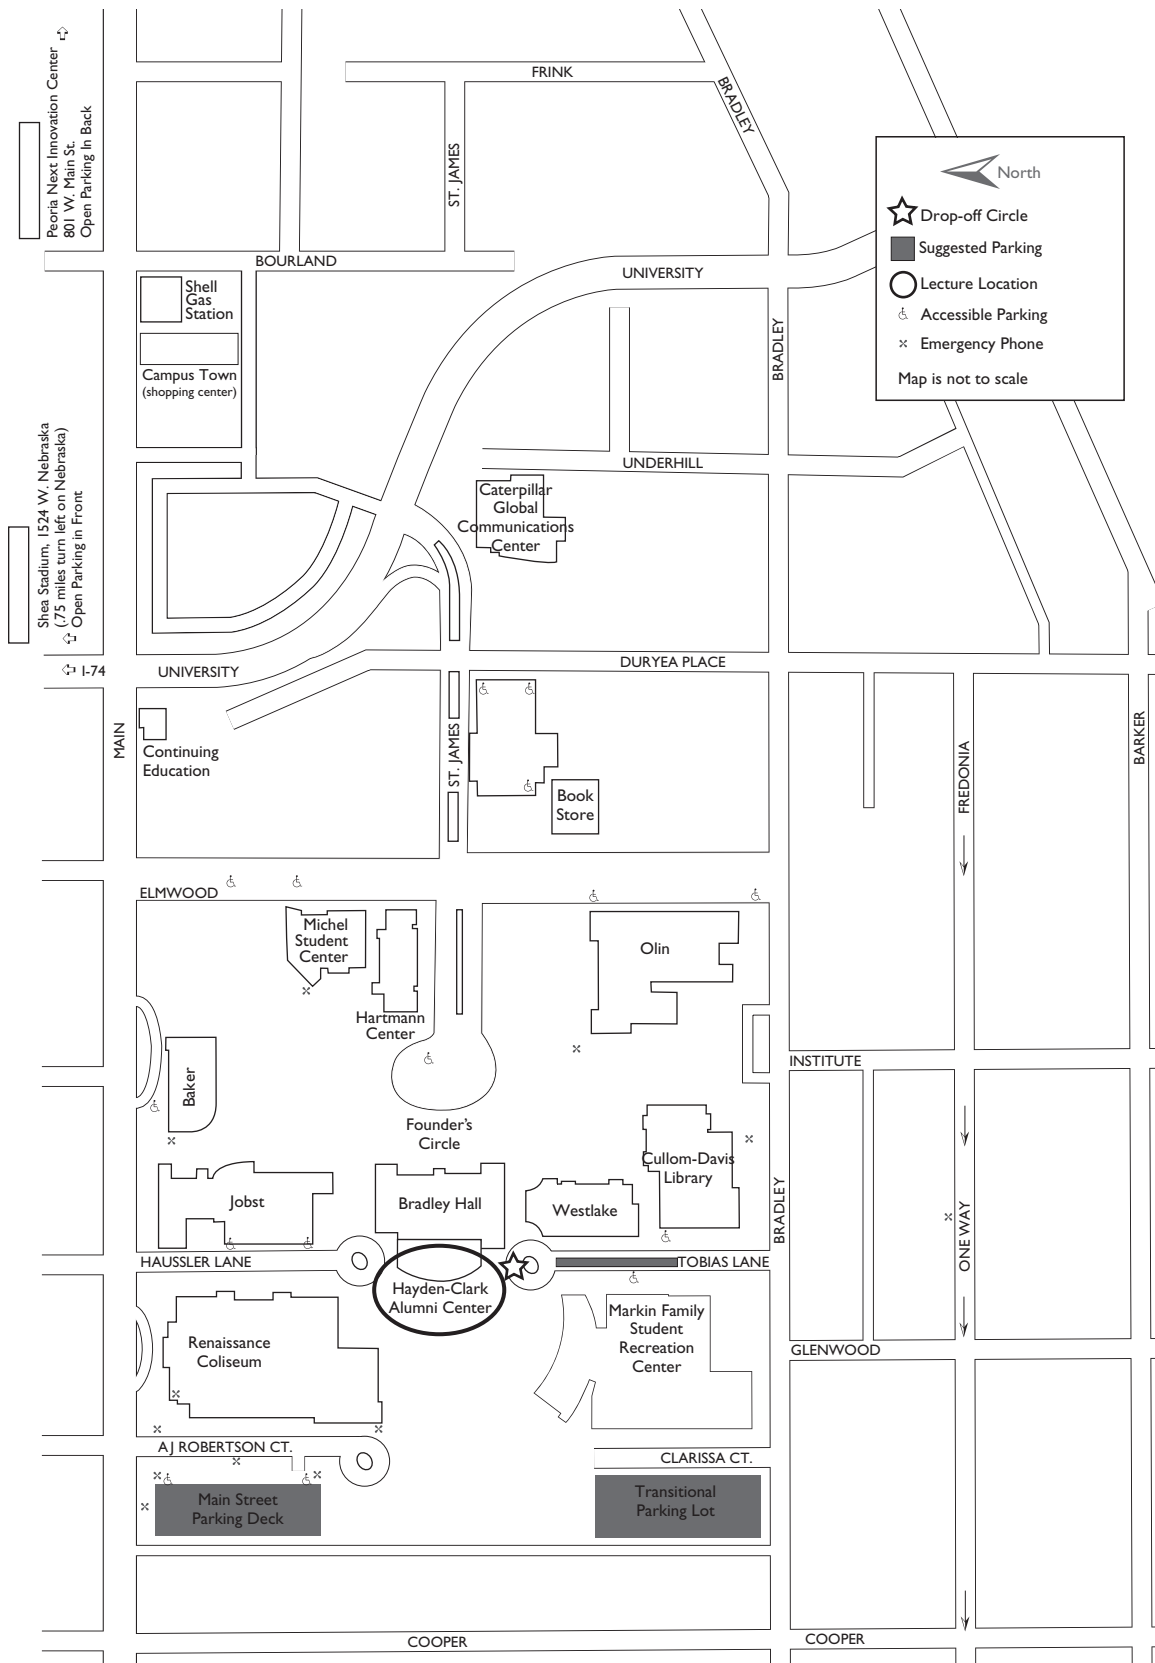 Peoria Next Innovation Center
801 W. Main St.
Open Parking In Back
FRINK
BRADLEY
ST. JAMES
North
Drop-off Circle
Suggested Parking
Lecture Location
Accessible Parking
Emergency Phone
Map is not to scale
BOURLAND
UNIVERSITY
Shell
Gas
Station
BRADLEY
Campus Town
(shopping center)
Shea Stadium, 1524 W. Nebraska
(.75 miles turn left on Nebraska)
Open Parking in Front
UNDERHILL
Caterpillar
Global
Communications
Center
I-74
UNIVERSITY
DURYEA PLACE
MAIN
Continuing
Education
ST. JAMES
Book
Store
FREDONIA
BARKER
ELMWOOD
Michel
Student
Center
Olin
Hartmann
Center
INSTITUTE
Baker
Founder's
Circle
Cullom-Davis
Library
Jobst
Bradley Hall
Westlake
BRADLEY
ONE WAY
HAUSSLER LANE
TOBIAS LANE
Hayden-Clark
Alumni Center
Markin Family
Student
Recreation
Center
Renaissance
Coliseum
GLENWOOD
AJ ROBERTSON CT.
CLARISSA CT.
Main Street
Parking Deck
Transitional
Parking Lot
COOPER
COOPER